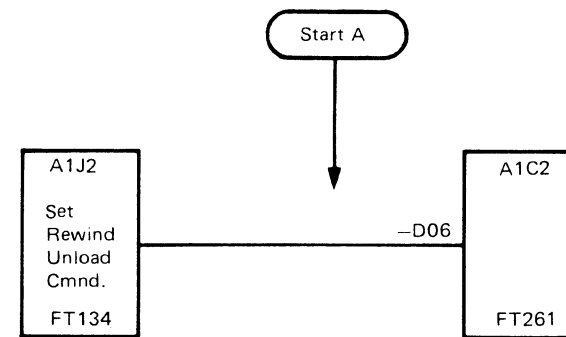 Start A
A1J2
Set
Rewind
Unload
Cmnd.
FT134
—D06
A1C2
FT261